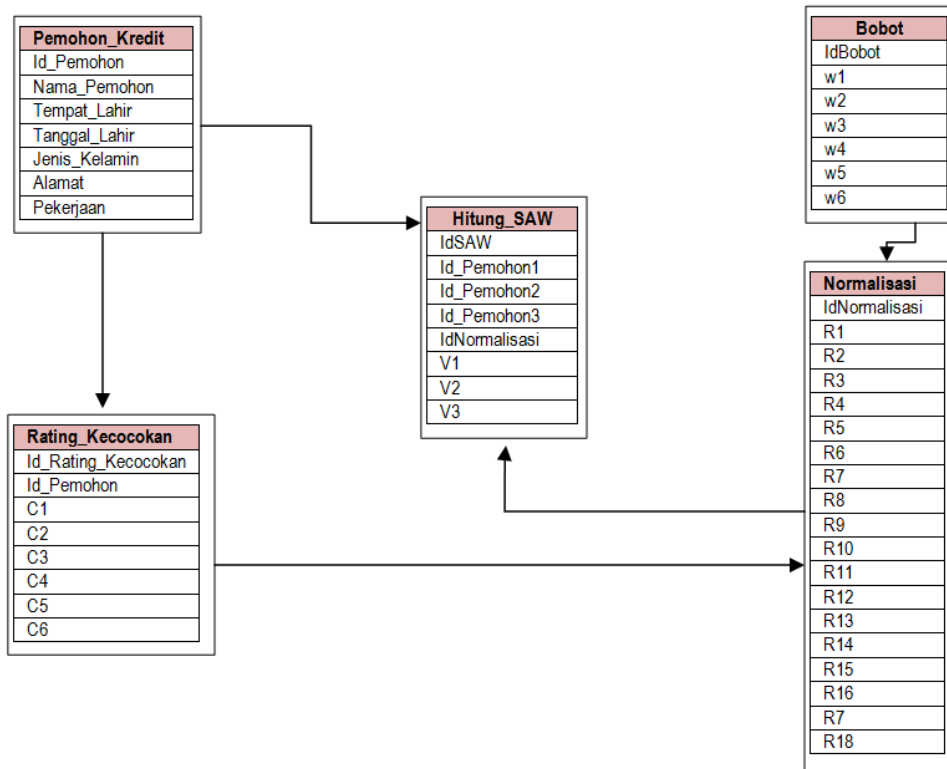 Pemohon_Kredit
Id_Pemohon
Nama_Pemohon
Tempat_Lahir
Tanggal_Lahir
Jenis_Kelamin
Alamat
Pekerjaan
Bobot
IdBobot
w1
w2
w3
w4
w5
w6
Hitung_SAW
IdSAW
Id_Pemohon1
Id_Pemohon2
Id_Pemohon3
IdNormalisasi
V1
V2
V3
Normalisasi
IdNormalisasi
R1
R2
R3
R4
R5
R6
R7
R8
R9
R10
R11
R12
R13
R14
R15
R16
R7
R18
Rating_Kecocokan
Id_Rating_Kecocokan
Id_Pemohon
C1
C2
C3
C4
C5
C6